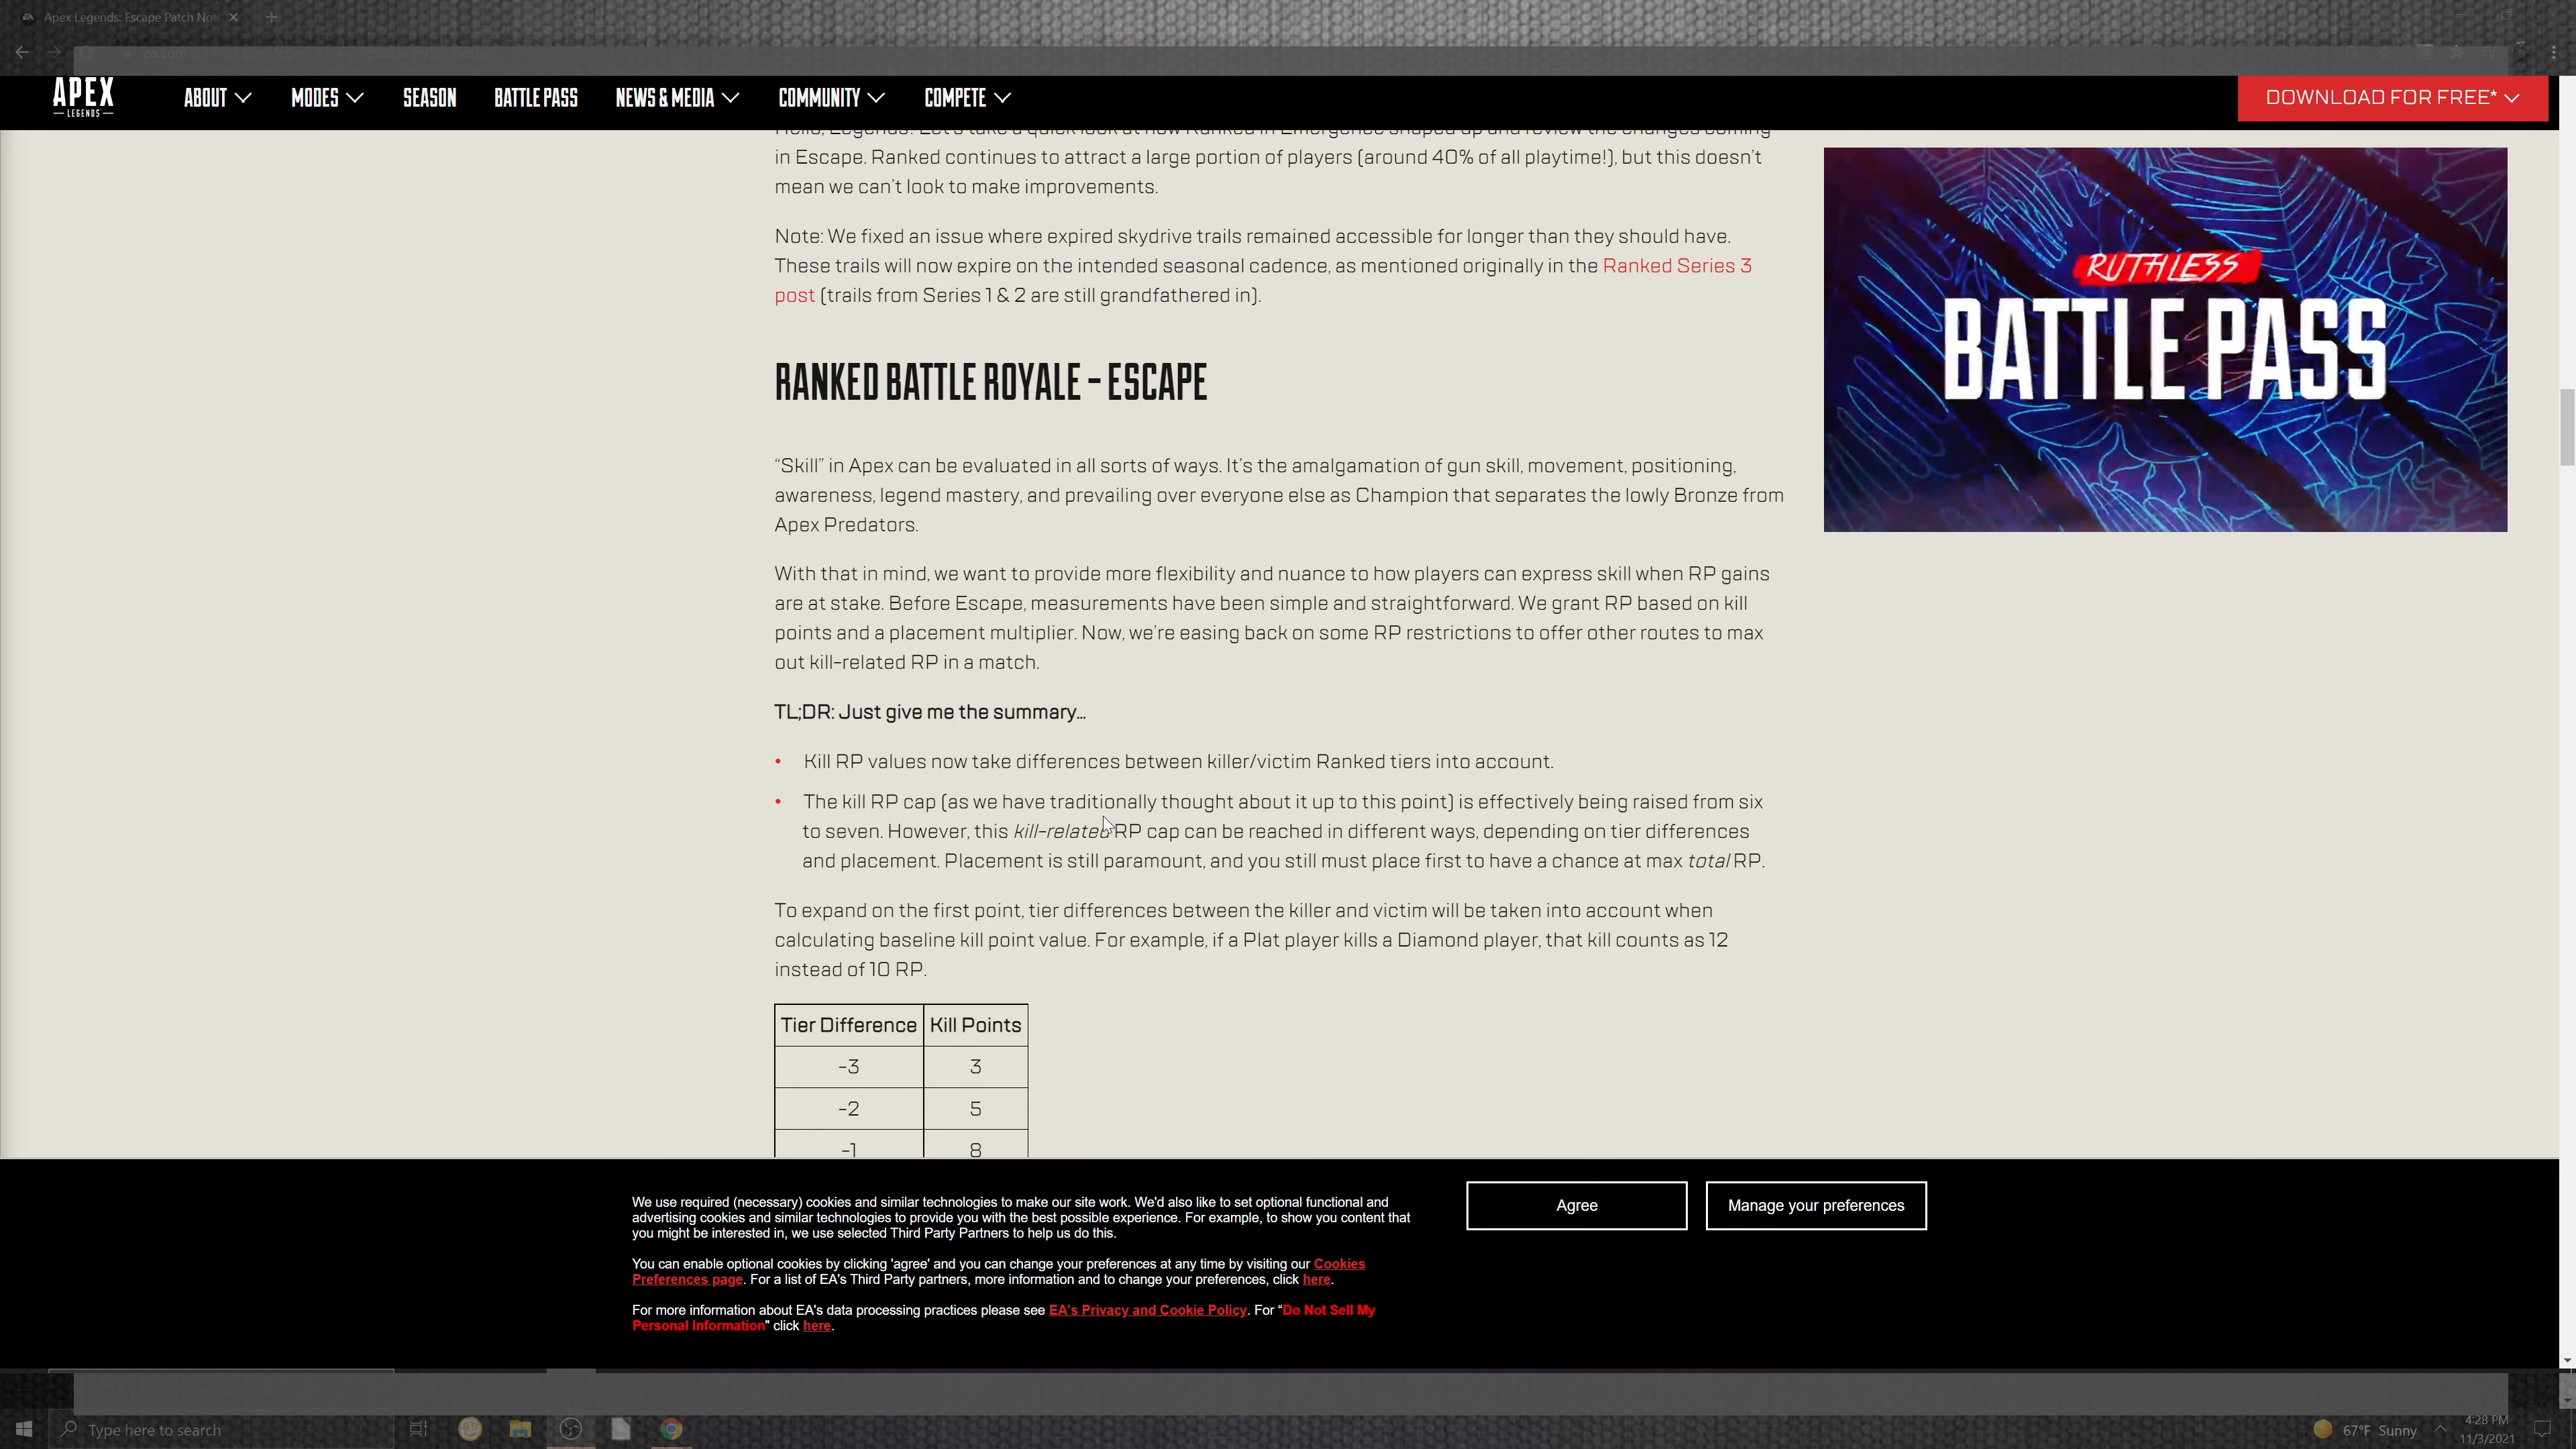 Apex Legends: Escape Patch Not
APEX
LEGENDS
ABOUT
MODES
SEASON
BATTLE PASS
NEWS & MEDIA
COMMUNITY
COMPETE
DOWNLOAD FOR FREE*
Hello, Legends! Let's take a quick look at how Ranked in Emergence shaped up and review the changes coming
in Escape. Ranked continues to attract a large portion of players (around 40% of all playtime!), but this doesn't
mean we can't look to make improvements.
Note: We fixed an issue where expired skydrive trails remained accessible for longer than they should have.
These trails will now expire on the intended seasonal cadence, as mentioned originally in the Ranked Series 3
post (trails from Series 1 & 2 are still grandfathered in).
RUTHLESS
BATTLE PASS
RANKED BATTLE ROYALE – ESCAPE
“Skill” in Apex can be evaluated in all sorts of ways. It's the amalgamation of gun skill, movement, positioning,
awareness, legend mastery, and prevailing over everyone else as Champion that separates the lowly Bronze from
Apex Predators.
With that in mind, we want to provide more flexibility and nuance to how players can express skill when RP gains
are at stake. Before Escape, measurements have been simple and straightforward. We grant RP based on kill
points and a placement multiplier. Now, we're easing back on some RP restrictions to offer other routes to max
out kill-related RP in a match.
TL;DR: Just give me the summary...
• Kill RP values now take differences between killer/victim Ranked tiers into account.
• The kill RP cap (as we have traditionally thought about it up to this point) is effectively being raised from six
to seven. However, this kill-related RP cap can be reached in different ways, depending on tier differences
and placement. Placement is still paramount, and you still must place first to have a chance at max total RP.
To expand on the first point, tier differences between the killer and victim will be taken into account when
calculating baseline kill point value. For example, if a Plat player kills a Diamond player, that kill counts as 12
instead of 10 RP.
Tier Difference Kill Points
-3 3
-2 5
-1 8
We use required (necessary) cookies and similar technologies to make our site work. We'd also like to set optional functional and
advertising cookies and similar technologies to provide you with the best possible experience. For example, to show you content that
you might be interested in, we use selected Third Party Partners to help us do this.
You can enable optional cookies by clicking 'agree' and you can change your preferences at any time by visiting our Cookies
Preferences page. For a list of EA's Third Party partners, more information and to change your preferences, click here.
For more information about EA's data processing practices please see EA's Privacy and Cookie Policy. For “Do Not Sell My
Personal Information" click here.
Agree
Manage your preferences
Type here to search
67°F Sunny
4:28 PM
11/3/2021